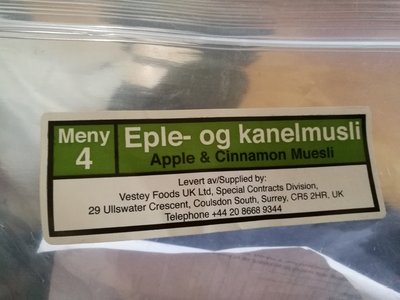 Meny
4
Eple- og kanelmusli
Apple & Cinnamon Muesli
Levert av/Supplied by:
Vestey Foods UK Ltd, Special Contracts Division,
29 Ullswater Crescent, Coulsdon South, Surrey, CR5 2HR, UK
Telephone +44 20 8668 9344